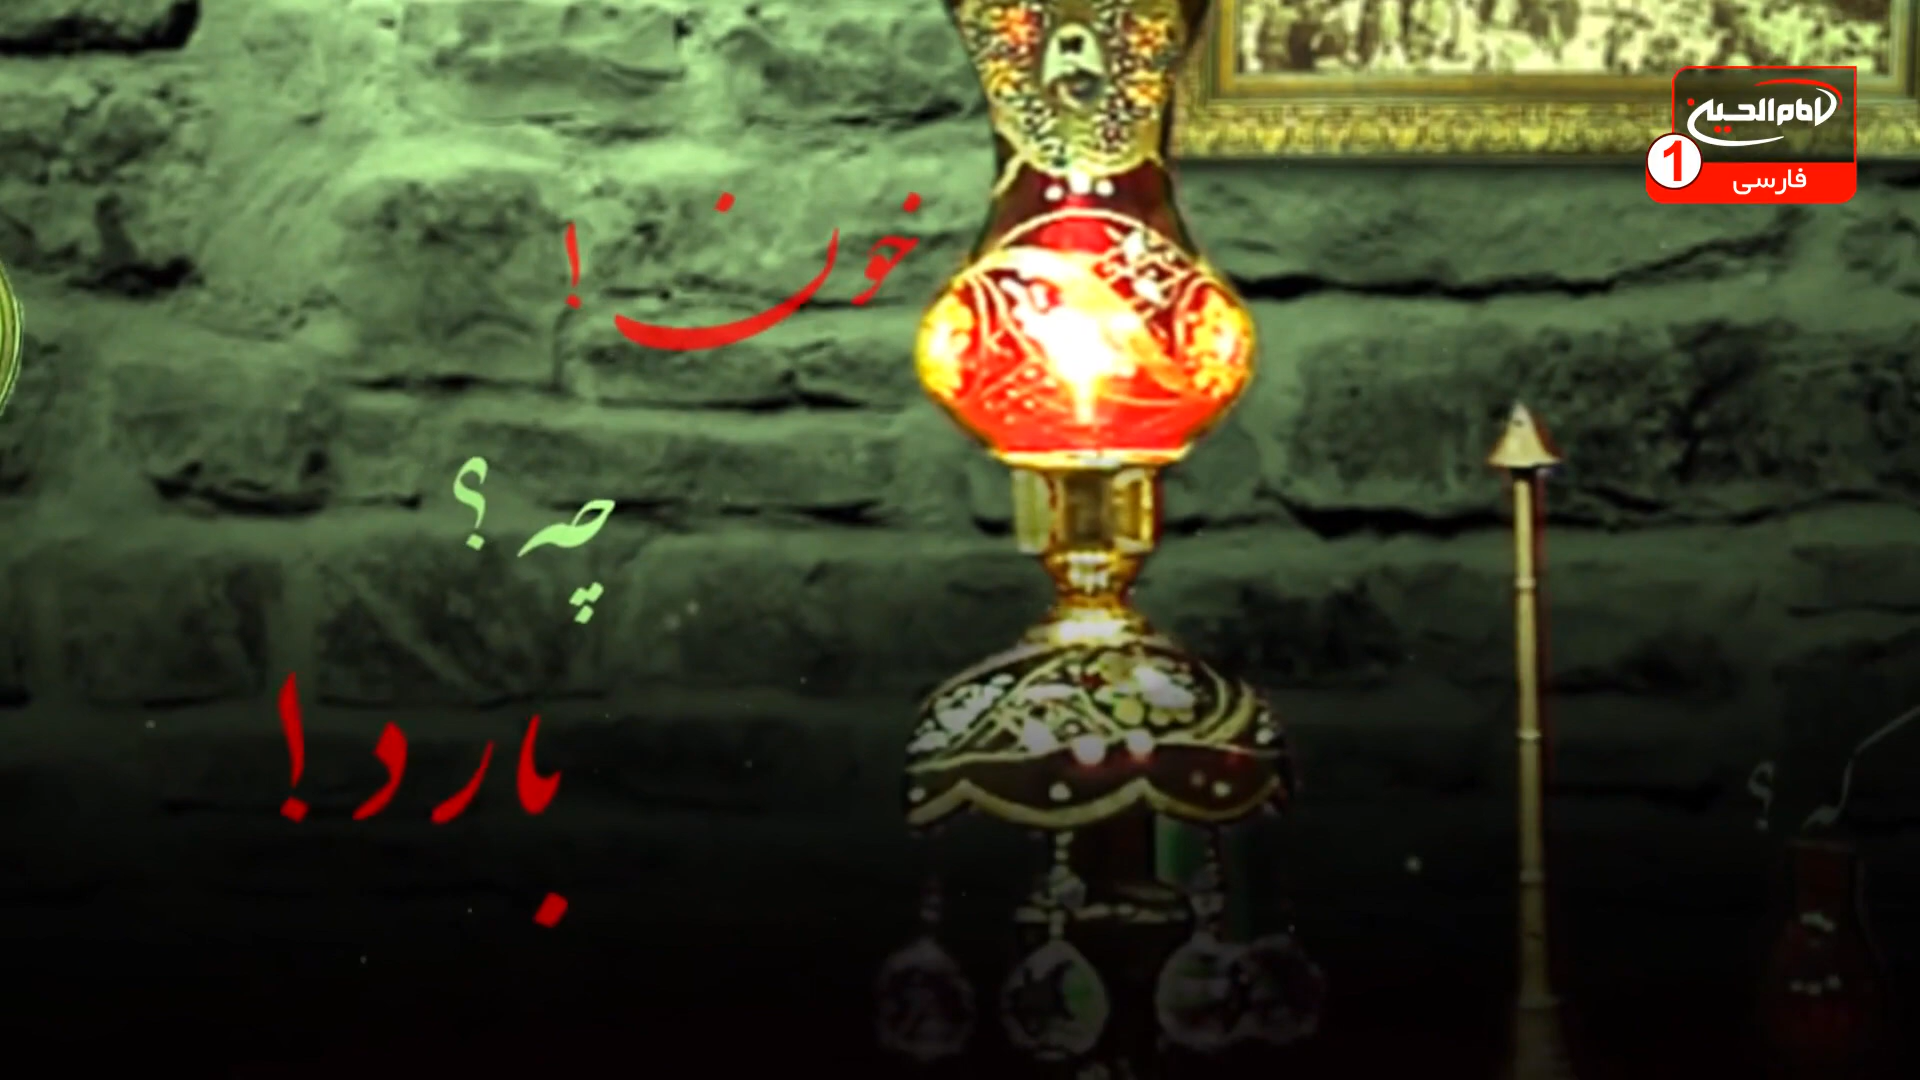 امام الحسین
1
فارسی
خون!
چه؟
بارد!